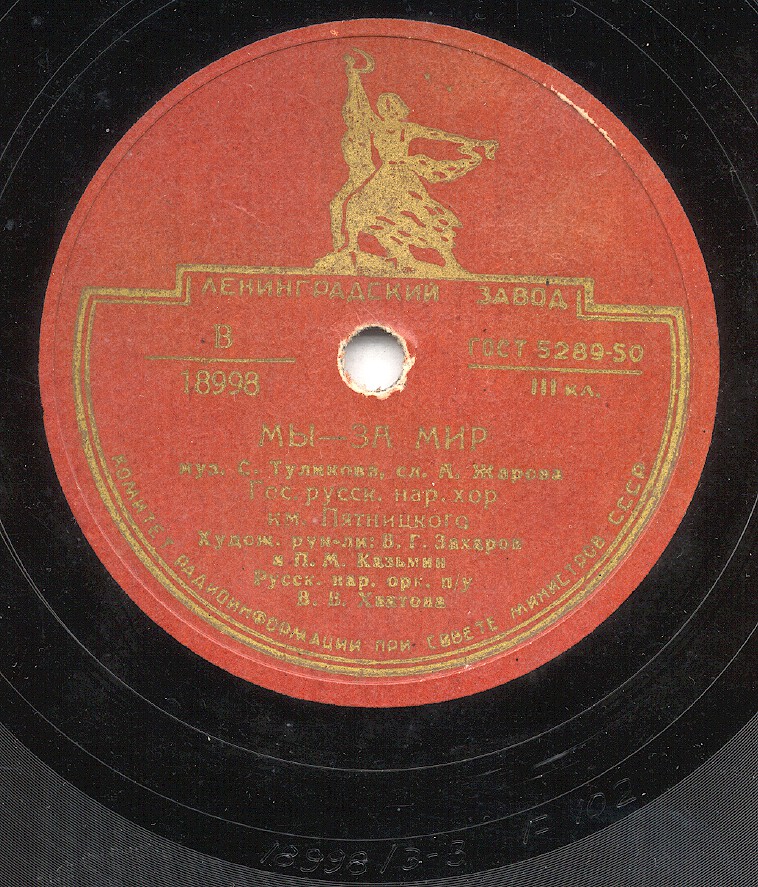 ЛЕНИНГРАДСКИЙ ЗАВОД
В
18998
ГОСТ 5289-50
III кл.
МЫ—ЗА МИР
муз. С. Туликова, сл. А. Жарова
Гос. русск. нар. хор
им. Пятницкого
Худож. рук-ли: В. Г. Захаров
и П. М. Казьмин
Русск. нар. орк. п/у
В. В. Хватова
КОМИТЕТ РАДИОИНФОРМАЦИИ ПРИ СОВЕТЕ МИНИСТРОВ СССР
18998/3-3